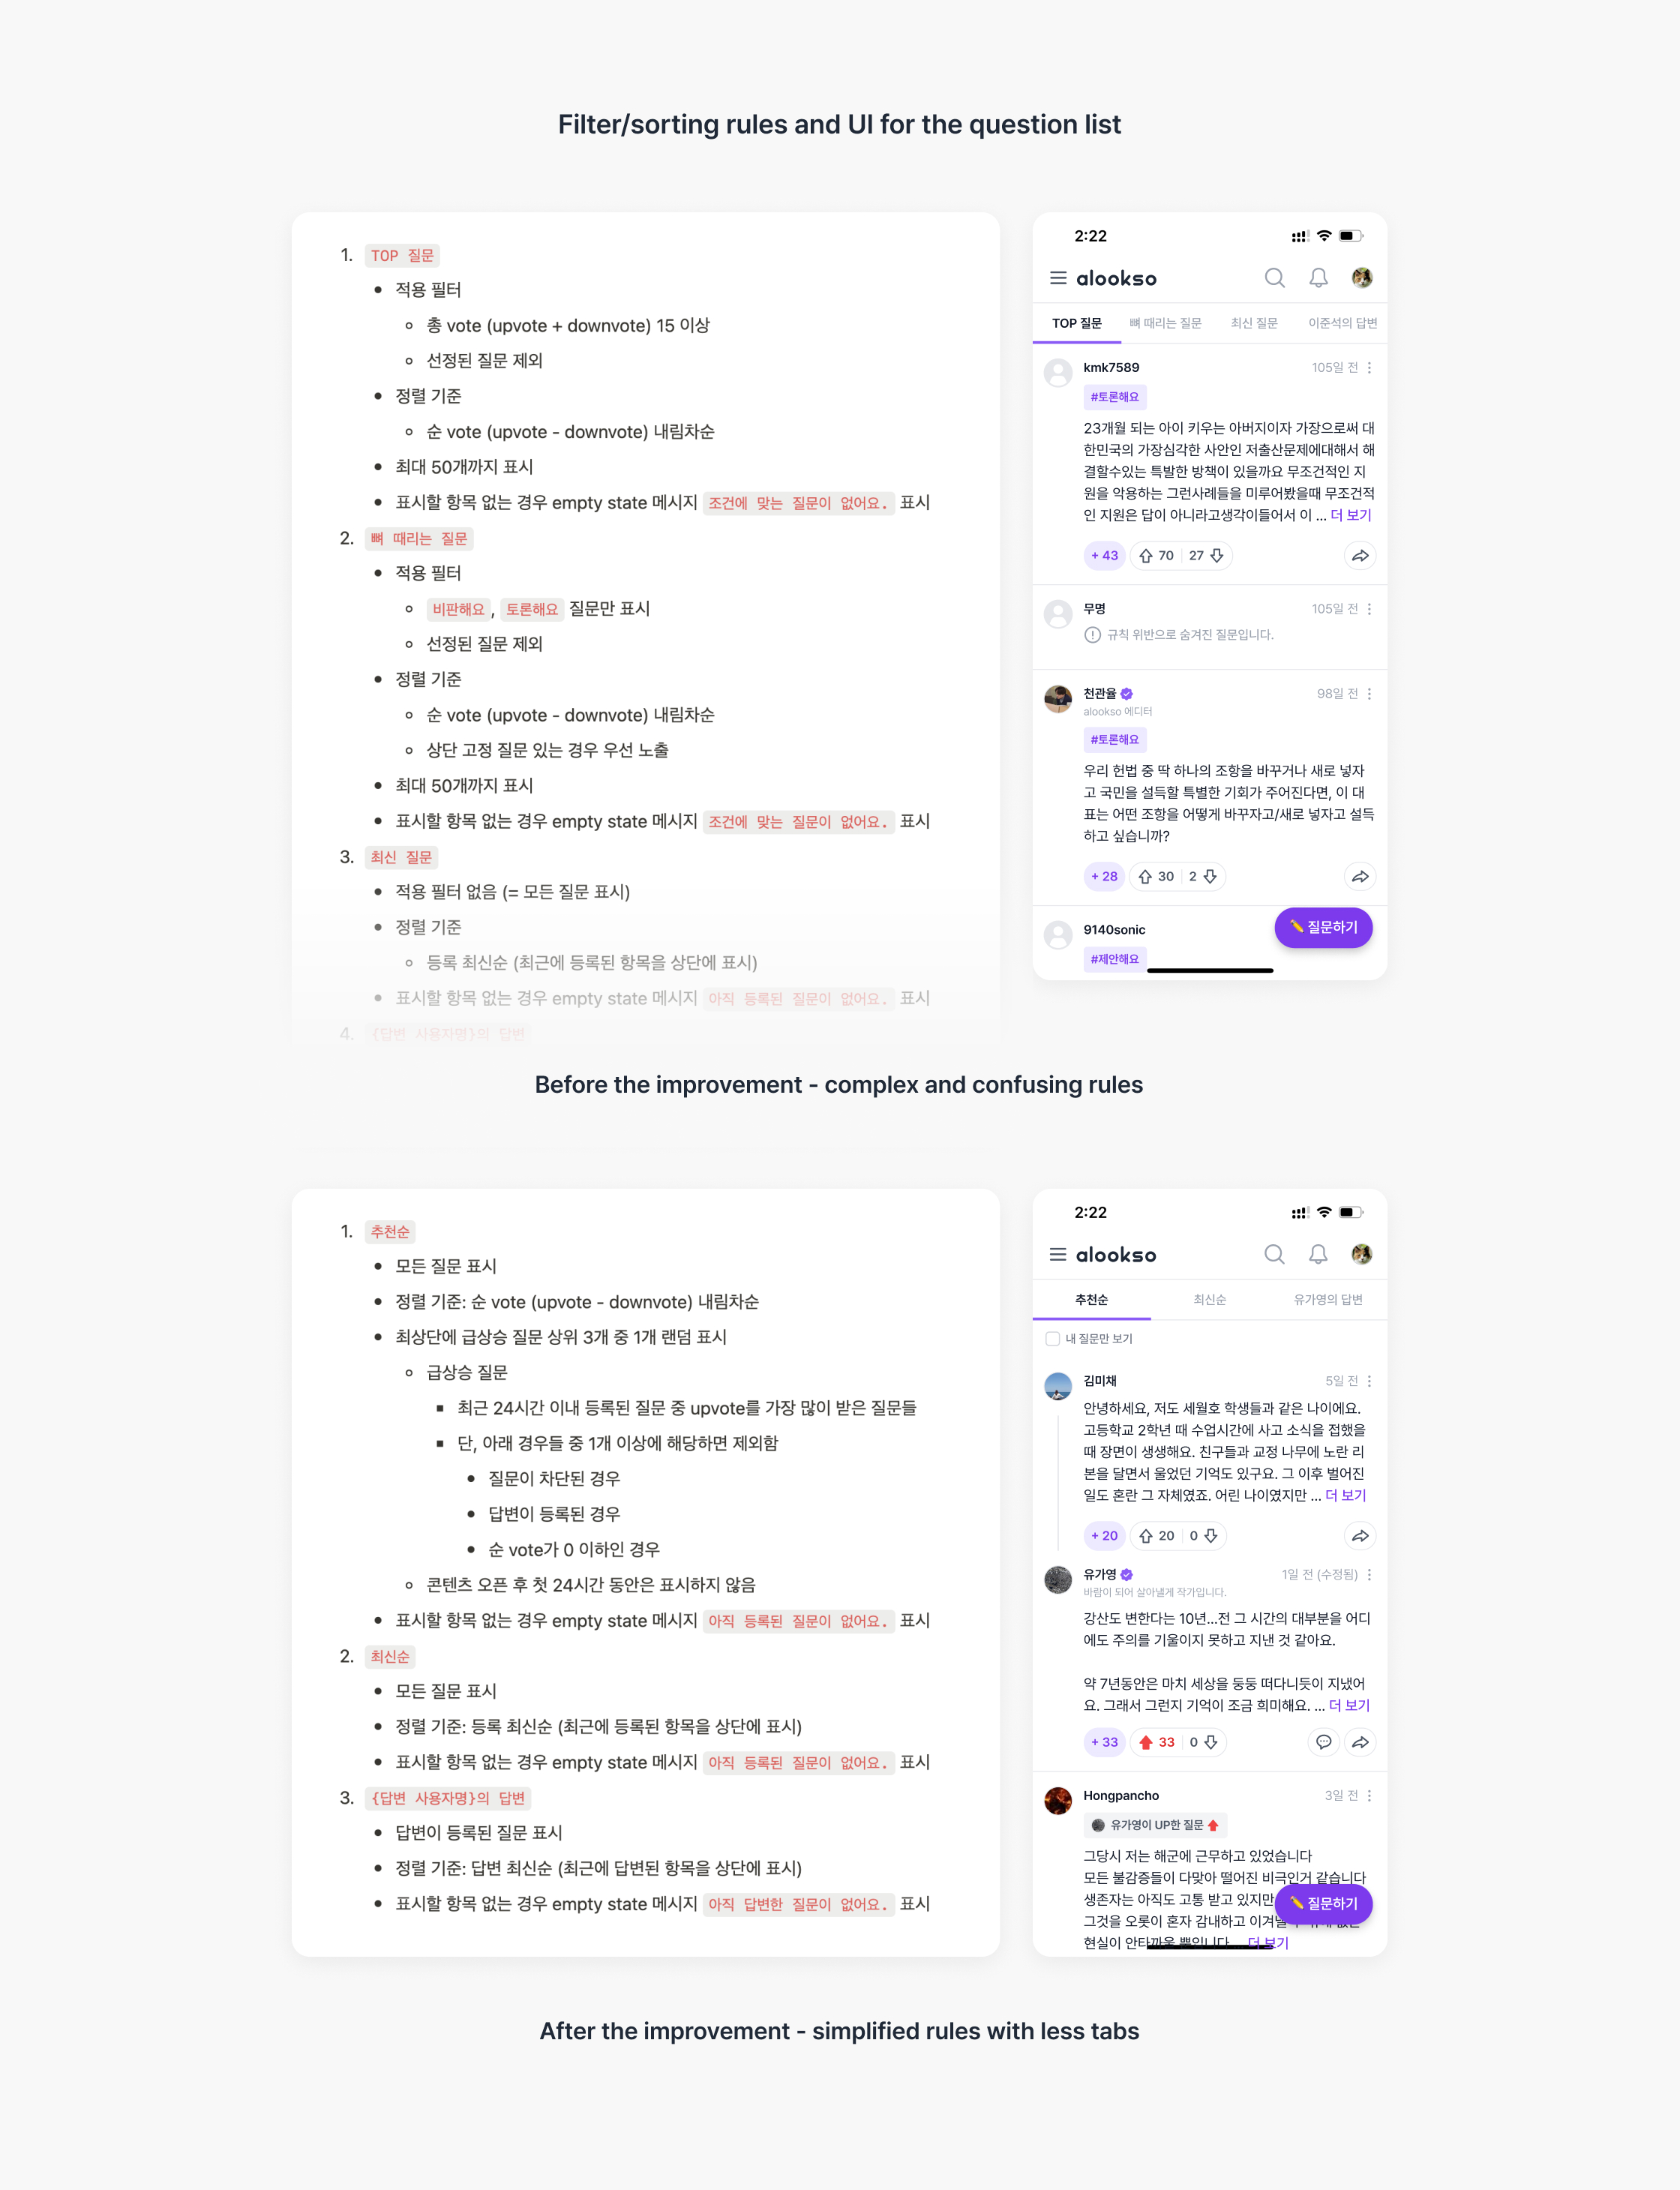 Filter/sorting rules and UI for the question list
1. TOP 질문
• 적용 필터
◦ 총 vote (upvote + downvote) 15 이상
◦ 선정된 질문 제외
• 정렬 기준
◦ 순 vote (upvote - downvote) 내림차순
• 최대 50개까지 표시
• 표시할 항목 없는 경우 empty state 메시지 조건에 맞는 질문이 없어요. 표시
2. 뼈 때리는 질문
• 적용 필터
◦ 비판해요, 토론해요 질문만 표시
◦ 선정된 질문 제외
• 정렬 기준
◦ 순 vote (upvote - downvote) 내림차순
◦ 상단 고정 질문 있는 경우 우선 노출
• 최대 50개까지 표시
• 표시할 항목 없는 경우 empty state 메시지 조건에 맞는 질문이 없어요. 표시
3. 최신 질문
• 적용 필터 없음 (= 모든 질문 표시)
• 정렬 기준
◦ 등록 최신순 (최근에 등록된 항목을 상단에 표시)
• 표시할 항목 없는 경우 empty state 메시지 아직 등록된 질문이 없어요. 표시
4. {답변 사용자명}의 답변
2:22
alookso
TOP 질문 뼈 때리는 질문 최신 질문 이준석의 답변
kmk7589 105일 전
#토론해요
23개월 되는 아이 키우는 아버지이자 가장으로써 대
한민국의 가장심각한 사안인 저출산문제에대해서 해
결할수있는 특발한 방책이 있을까요 무조건적인 지
원을 악용하는 그런사례들을 미루어봤을때 무조건적
인 지원은 답이 아니라고생각이들어서 이 ... 더 보기
+ 43 70 27
무명 105일 전
규칙 위반으로 숨겨진 질문입니다.
천관율 98일 전
alookso 에디터
#토론해요
우리 헌법 중 딱 하나의 조항을 바꾸거나 새로 넣자
고 국민을 설득할 특별한 기회가 주어진다면, 이 대
표는 어떤 조항을 어떻게 바꾸자고/새로 넣자고 설득
하고 싶습니까?
+ 28 30 2
9140sonic
#제안해요
질문하기
Before the improvement - complex and confusing rules
1. 추천순
• 모든 질문 표시
• 정렬 기준: 순 vote (upvote - downvote) 내림차순
• 최상단에 급상승 질문 상위 3개 중 1개 랜덤 표시
◦ 급상승 질문
▪ 최근 24시간 이내 등록된 질문 중 upvote를 가장 많이 받은 질문들
▪ 단, 아래 경우들 중 1개 이상에 해당하면 제외함
• 질문이 차단된 경우
• 답변이 등록된 경우
• 순 vote가 0 이하인 경우
◦ 콘텐츠 오픈 후 첫 24시간 동안은 표시하지 않음
• 표시할 항목 없는 경우 empty state 메시지 아직 등록된 질문이 없어요. 표시
2. 최신순
• 모든 질문 표시
• 정렬 기준: 등록 최신순 (최근에 등록된 항목을 상단에 표시)
• 표시할 항목 없는 경우 empty state 메시지 아직 등록된 질문이 없어요. 표시
3. {답변 사용자명}의 답변
• 답변이 등록된 질문 표시
• 정렬 기준: 답변 최신순 (최근에 답변된 항목을 상단에 표시)
• 표시할 항목 없는 경우 empty state 메시지 아직 답변한 질문이 없어요. 표시
2:22
alookso
추천순 최신순 유가영의 답변
내 질문만 보기
김미채 5일 전
안녕하세요, 저도 세월호 학생들과 같은 나이에요.
고등학교 2학년 때 수업시간에 사고 소식을 접했을
때 장면이 생생해요. 친구들과 교정 나무에 노란 리
본을 달면서 울었던 기억도 있구요. 그 이후 벌어진
일도 혼란 그 자체였죠. 어린 나이였지만 ... 더 보기
+ 20 20 0
유가영 1일 전 (수정됨)
바람이 되어 살아낼게 작가입니다.
강산도 변한다는 10년...전 그 시간의 대부분을 어디
에도 주의를 기울이지 못하고 지낸 것 같아요.
약 7년동안은 마치 세상을 둥둥 떠다니듯이 지냈어
요. 그래서 그런지 기억이 조금 희미해요. ... 더 보기
+ 33 33 0
Hongpancho 3일 전
유가영이 UP한 질문
그당시 저는 해군에 근무하고 있었습니다
모든 불감증들이 다맞아 떨어진 비극인거 같습니다
생존자는 아직도 고통 받고 있지만
그것을 오롯이 혼자 감내하고
현실이 안타까울 뿐입니다 더 보기
질문하기
After the improvement - simplified rules with less tabs